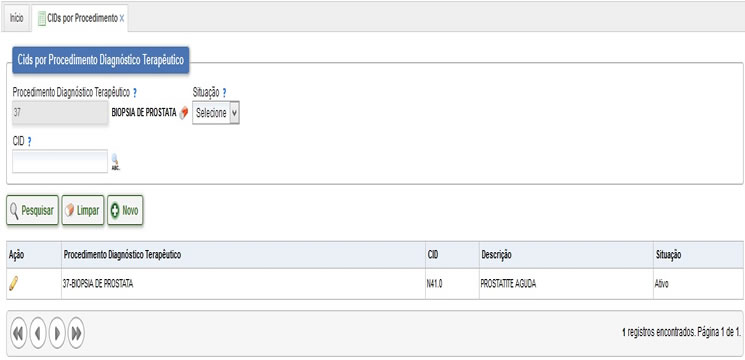 Início CIDs por Procedimento X
Cids por Procedimento Diagnóstico Terapêutico
Procedimento Diagnóstico Terapêutico ? Situação ?
37 BIOPSIA DE PROSTATA Selecione
CID ?
ABC..
Pesquisar Limpar Novo
Ação Procedimento Diagnóstico Terapêutico CID Descrição Situação
37-BIOPSIA DE PROSTATA N41.0 PROSTATITE AGUDA Ativo
1 registros encontrados. Página 1 de 1.